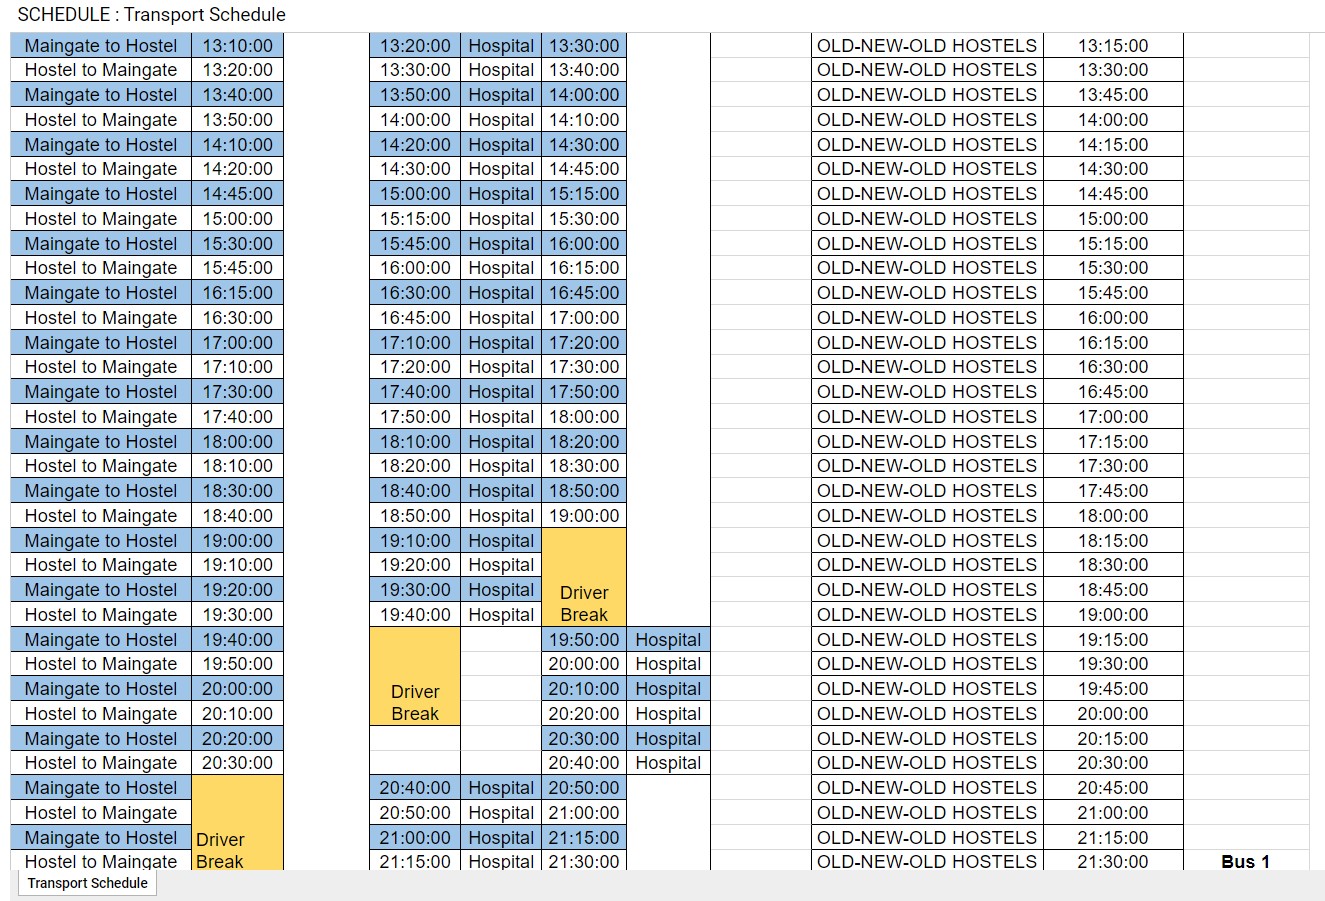 SCHEDULE : Transport Schedule
Maingate to Hostel 13:10:00 13:20:00 Hospital 13:30:00 OLD-NEW-OLD HOSTELS 13:15:00
Hostel to Maingate 13:20:00 13:30:00 Hospital 13:40:00 OLD-NEW-OLD HOSTELS 13:30:00
Maingate to Hostel 13:40:00 13:50:00 Hospital 14:00:00 OLD-NEW-OLD HOSTELS 13:45:00
Hostel to Maingate 13:50:00 14:00:00 Hospital 14:10:00 OLD-NEW-OLD HOSTELS 14:00:00
Maingate to Hostel 14:10:00 14:20:00 Hospital 14:30:00 OLD-NEW-OLD HOSTELS 14:15:00
Hostel to Maingate 14:20:00 14:30:00 Hospital 14:45:00 OLD-NEW-OLD HOSTELS 14:30:00
Maingate to Hostel 14:45:00 15:00:00 Hospital 15:15:00 OLD-NEW-OLD HOSTELS 14:45:00
Hostel to Maingate 15:00:00 15:15:00 Hospital 15:30:00 OLD-NEW-OLD HOSTELS 15:00:00
Maingate to Hostel 15:30:00 15:45:00 Hospital 16:00:00 OLD-NEW-OLD HOSTELS 15:15:00
Hostel to Maingate 15:45:00 16:00:00 Hospital 16:15:00 OLD-NEW-OLD HOSTELS 15:30:00
Maingate to Hostel 16:15:00 16:30:00 Hospital 16:45:00 OLD-NEW-OLD HOSTELS 15:45:00
Hostel to Maingate 16:30:00 16:45:00 Hospital 17:00:00 OLD-NEW-OLD HOSTELS 16:00:00
Maingate to Hostel 17:00:00 17:10:00 Hospital 17:20:00 OLD-NEW-OLD HOSTELS 16:15:00
Hostel to Maingate 17:10:00 17:20:00 Hospital 17:30:00 OLD-NEW-OLD HOSTELS 16:30:00
Maingate to Hostel 17:30:00 17:40:00 Hospital 17:50:00 OLD-NEW-OLD HOSTELS 16:45:00
Hostel to Maingate 17:40:00 17:50:00 Hospital 18:00:00 OLD-NEW-OLD HOSTELS 17:00:00
Maingate to Hostel 18:00:00 18:10:00 Hospital 18:20:00 OLD-NEW-OLD HOSTELS 17:15:00
Hostel to Maingate 18:10:00 18:20:00 Hospital 18:30:00 OLD-NEW-OLD HOSTELS 17:30:00
Maingate to Hostel 18:30:00 18:40:00 Hospital 18:50:00 OLD-NEW-OLD HOSTELS 17:45:00
Hostel to Maingate 18:40:00 18:50:00 Hospital 19:00:00 OLD-NEW-OLD HOSTELS 18:00:00
Maingate to Hostel 19:00:00 19:10:00 Hospital OLD-NEW-OLD HOSTELS 18:15:00
Hostel to Maingate 19:10:00 19:20:00 Hospital OLD-NEW-OLD HOSTELS 18:30:00
Maingate to Hostel 19:20:00 19:30:00 Hospital Driver OLD-NEW-OLD HOSTELS 18:45:00
Hostel to Maingate 19:30:00 19:40:00 Hospital Break OLD-NEW-OLD HOSTELS 19:00:00
Maingate to Hostel 19:40:00 19:50:00 Hospital OLD-NEW-OLD HOSTELS 19:15:00
Hostel to Maingate 19:50:00 20:00:00 Hospital OLD-NEW-OLD HOSTELS 19:30:00
Maingate to Hostel 20:00:00 Driver 20:10:00 Hospital OLD-NEW-OLD HOSTELS 19:45:00
Hostel to Maingate 20:10:00 Break 20:20:00 Hospital OLD-NEW-OLD HOSTELS 20:00:00
Maingate to Hostel 20:20:00 20:30:00 Hospital OLD-NEW-OLD HOSTELS 20:15:00
Hostel to Maingate 20:30:00 20:40:00 Hospital OLD-NEW-OLD HOSTELS 20:30:00
Maingate to Hostel 20:40:00 Hospital 20:50:00 OLD-NEW-OLD HOSTELS 20:45:00
Hostel to Maingate 20:50:00 Hospital 21:00:00 OLD-NEW-OLD HOSTELS 21:00:00
Maingate to Hostel Driver 21:00:00 Hospital 21:15:00 OLD-NEW-OLD HOSTELS 21:15:00
Hostel to Maingate Break 21:15:00 Hospital 21:30:00 OLD-NEW-OLD HOSTELS 21:30:00 Bus 1
Transport Schedule